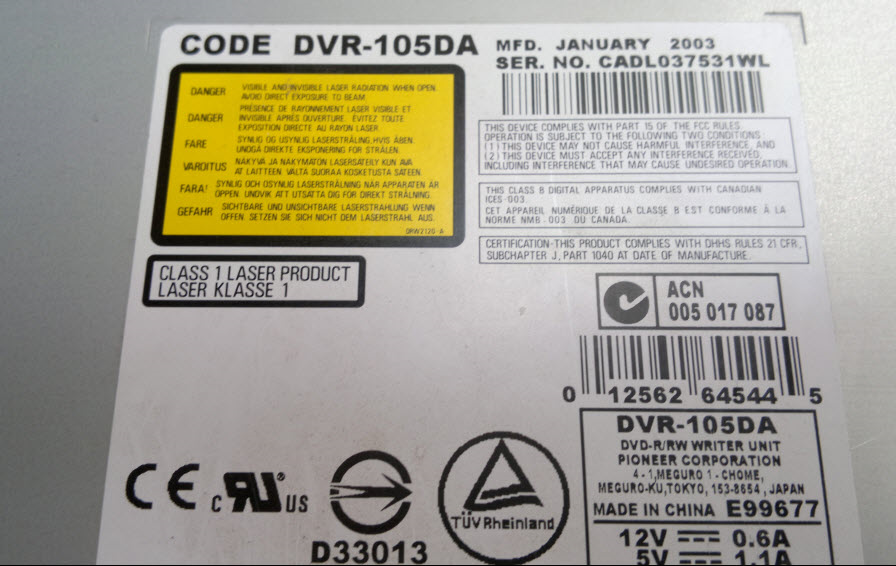 CODE DVR-105DA MFD. JANUARY 2003
SER. NO. CADL037531WL
DANGER VISIBLE AND INVISIBLE LASER RADIATION WHEN OPEN.
AVOID DIRECT EXPOSURE TO BEAM.
DANGER PRÉSENCE DE RAYONNEMENT LASER VISIBLE ET
INVISIBLE APRÈS OUVERTURE. ÉVITEZ TOUTE
EXPOSITION DIRECTE AU RAYON LASER.
FARE SYNLIG OG USYNLIG LASERSTRÅLING, HVIS ÅBEN.
UNDGÅ DIREKTE EKSPONERING FOR STRÅLEN.
VAROITUS NÄKYVÄ JA NÄKYMÄTÖN LASERSÄTEILY KUN AVA
AT LAITTEEN. VÄLTÄ SUORAA KOSKETUSTA SÄTEEN.
FARA! SYNLIG OCH OSYNLIG LASERSTRÅLNING NÄR APPARATEN ÄR
ÖPPEN. UNDVIK ATT UTSÄTTA DIG FÖR DIREKT STRÅLNING.
GEFAHR SICHTBARE UND UNSICHTBARE LASERSTRAHLUNG WENN
OFFEN. SETZEN SIE SICH NICHT DEM LASERSTRAHL AUS.
CLASS 1 LASER PRODUCT
LASER KLASSE 1
THIS DEVICE COMPLIES WITH PART 15 OF THE FCC RULES
OPERATION IS SUBJECT TO THE FOLLOWING TWO CONDITIONS:
(1) THIS DEVICE MAY NOT CAUSE HARMFUL INTERFERENCE, AND
(2) THIS DEVICE MUST ACCEPT ANY INTERFERENCE RECEIVED,
INCLUDING INTERFERENCE THAT MAY CAUSE UNDESIRED OPERATION.
THIS CLASS B DIGITAL APPARATUS COMPLIES WITH CANADIAN
ICES-003.
CET APPAREIL NUMÉRIQUE DE LA CLASSE B EST CONFORME À LA
NORME NMB-003 DU CANADA.
CERTIFICATION-THIS PRODUCT COMPLIES WITH DHHS RULES 21 CFR,
SUBCHAPTER J, PART 1040 AT DATE OF MANUFACTURE.
ACN
005 017 087
0 12562 64544 5
DVR-105DA
DVD-R/RW WRITER UNIT
PIONEER CORPORATION
4-1, MEGURO 1-CHOME,
MEGURO-KU, TOKYO, 153-8654, JAPAN
MADE IN CHINA E99677
12V 0.6A
5V 1.1A
CE c RU US
D33013
TÜV Rheinland